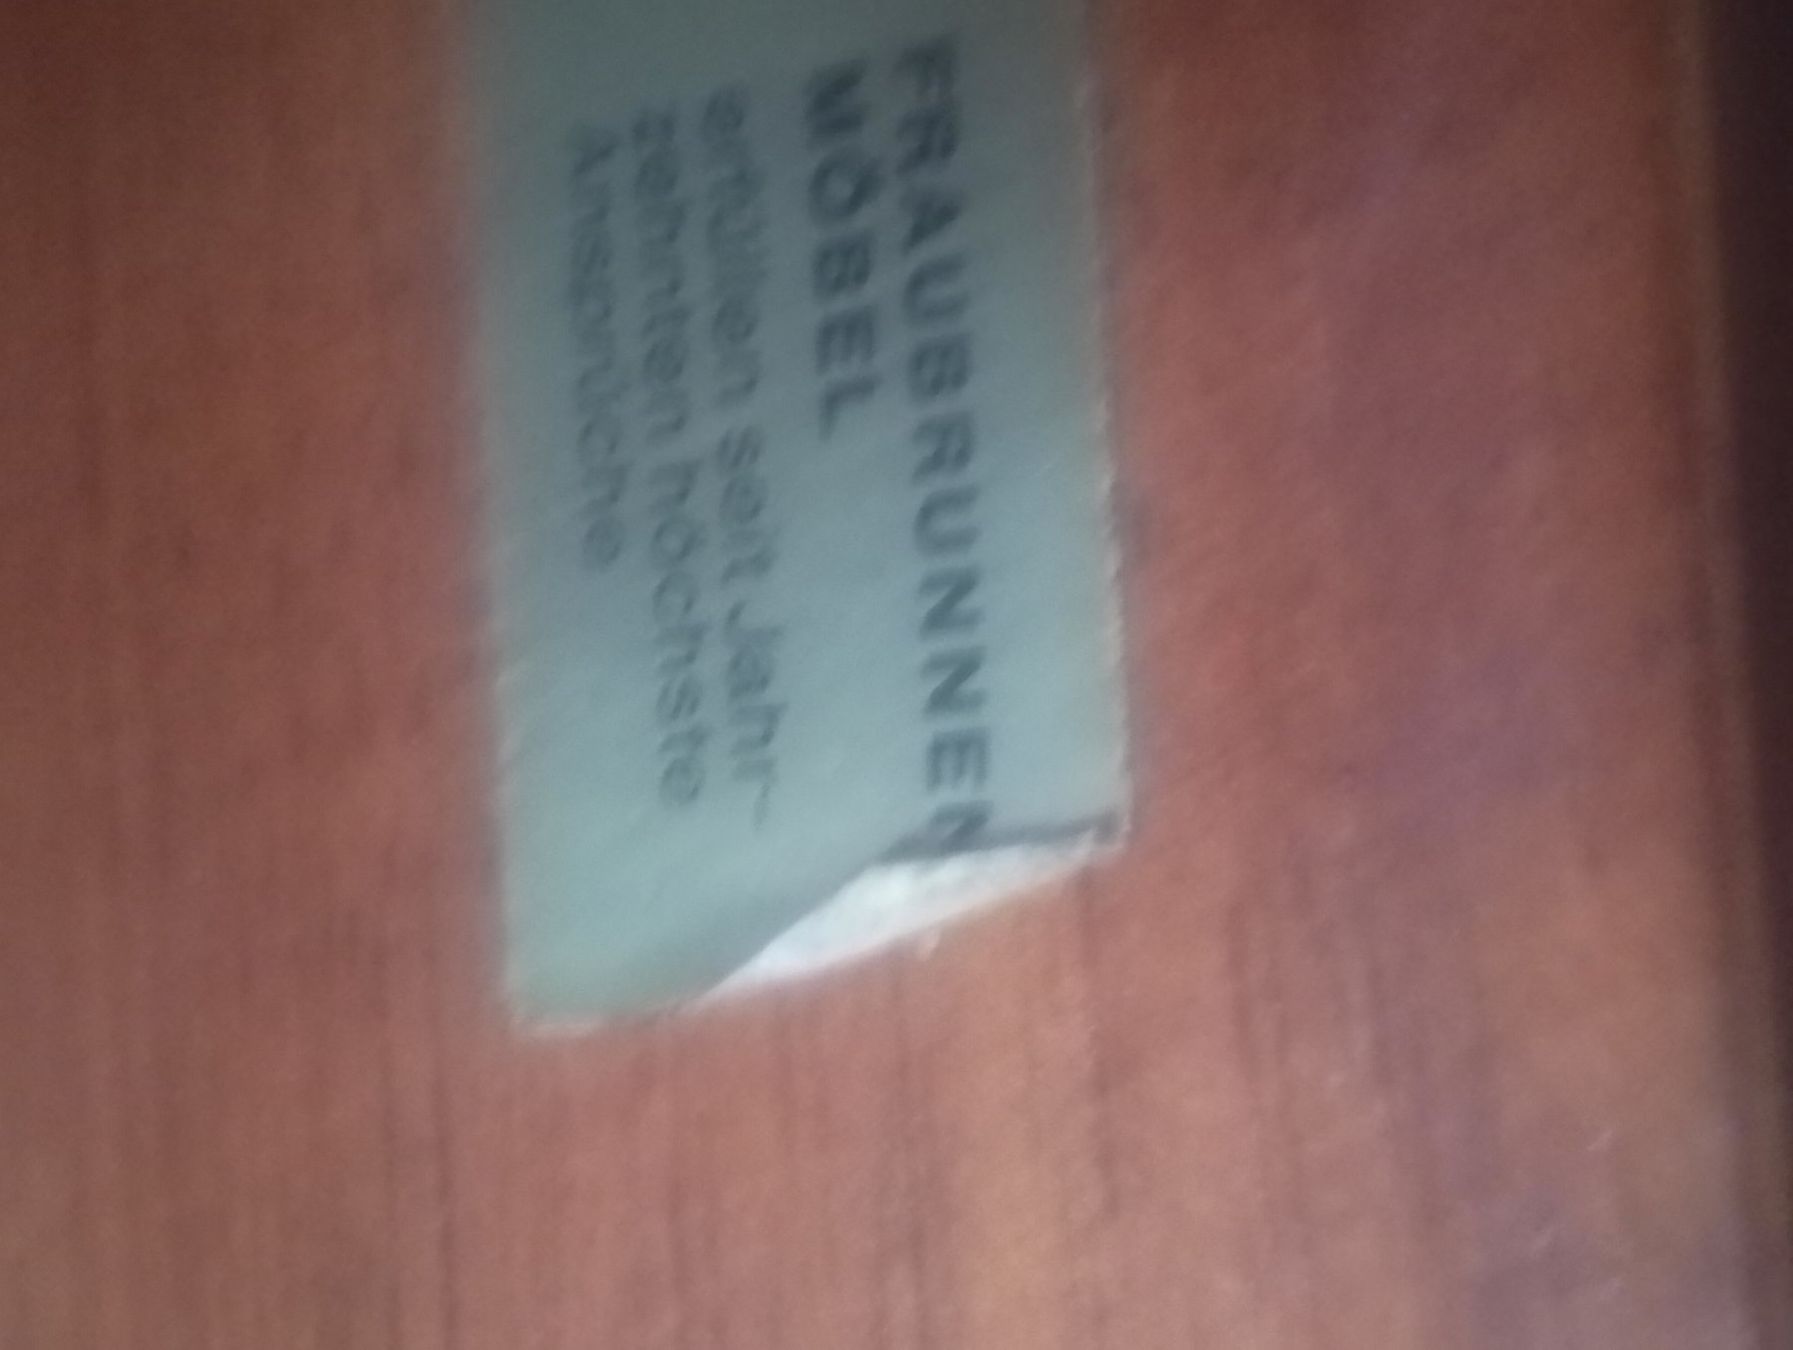 FRAUBRUNNEN
MÖBEL
erfüllen seit Jahr-
zehnten höchste
Ansprüche